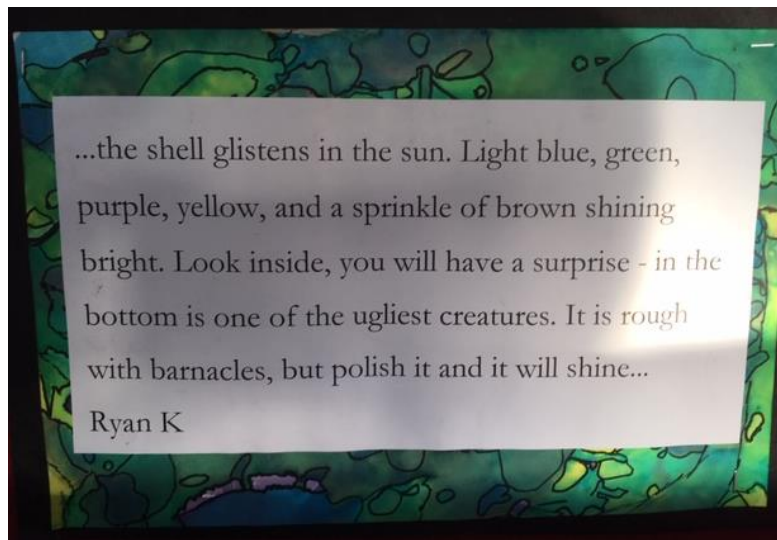 ...the shell glistens in the sun. Light blue, green,
purple, yellow, and a sprinkle of brown shining
bright. Look inside, you will have a surprise - in the
bottom is one of the ugliest creatures. It is rough
with barnacles, but polish it and it will shine...
Ryan K